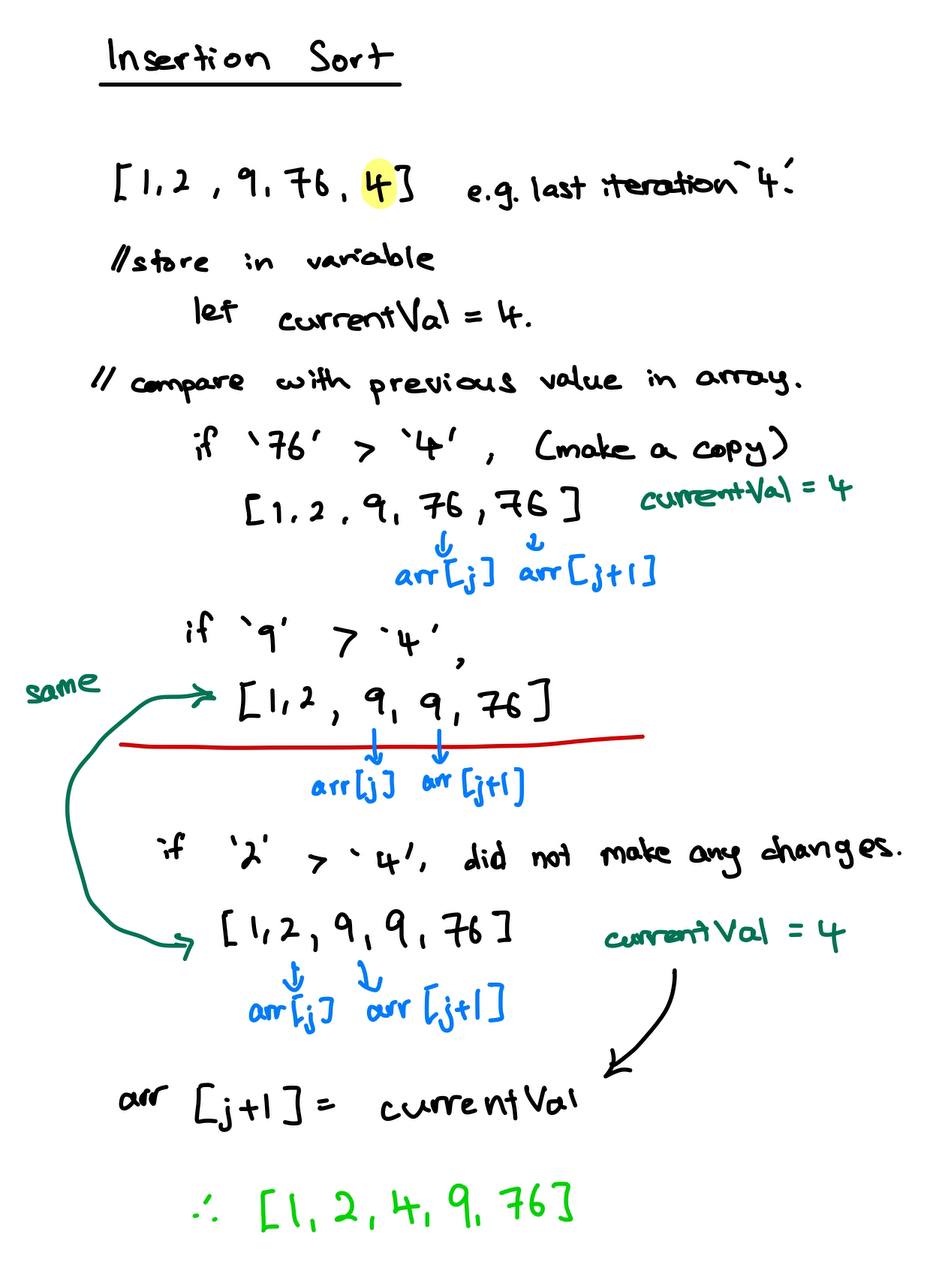 Insertion Sort
[1,2,9,76,4] e.g. last iteration `4'.
//store in variable
let currentVal = 4.
// compare with previous value in array.
if `76' > `4', (make a copy)
[1,2,9,76,76] currentVal = 4
arr[j] arr[j+1]
if `9' > `4',
same
[1,2,9,9,76]
arr[j] arr[j+1]
if `2' > `4', did not make any changes.
[1,2,9,9,76] currentVal = 4
arr[j] arr[j+1]
arr [j+1] = currentVal
∴ [1,2,4,9,76]